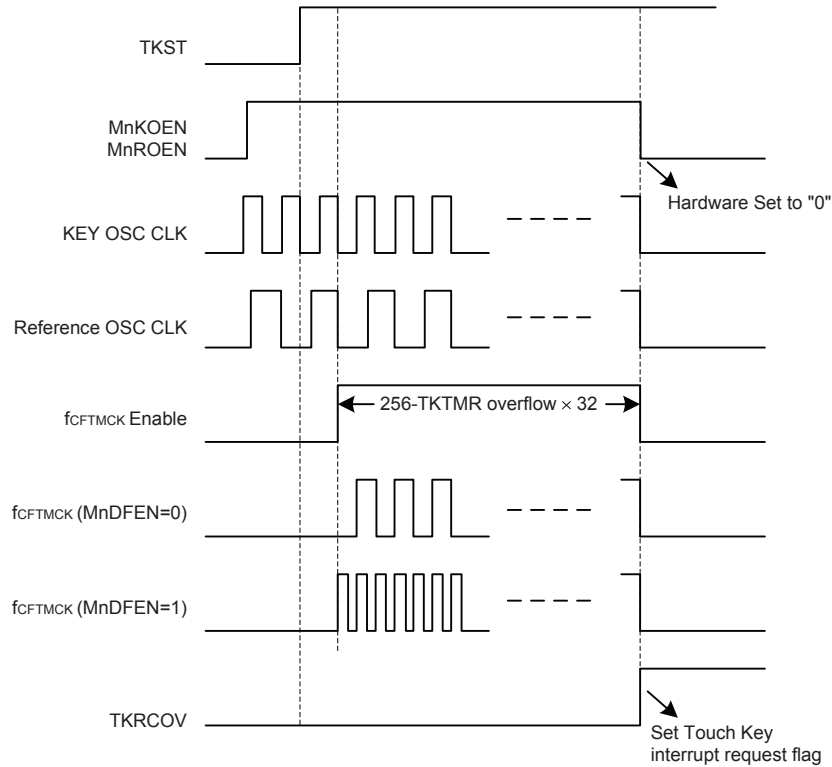 TKST
MnKOEN
MnROEN
Hardware Set to "0"
KEY OSC CLK
Reference OSC CLK
256-TKTMR overflow × 32
fCFTMCK Enable
fCFTMCK (MnDFEN=0)
fCFTMCK (MnDFEN=1)
TKRCOV
Set Touch Key
interrupt request flag